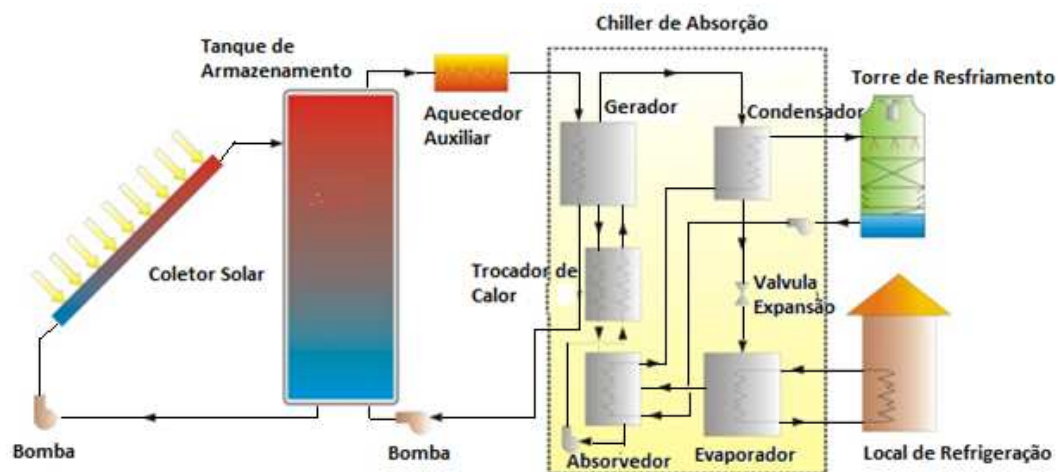 Chiller de Absorção
Tanque de
Armazenamento
Aquecedor
Auxiliar
Gerador
Condensador
Torre de Resfriamento
Coletor Solar
Trocador de
Calor
Valvula
Expansão
Bomba
Bomba
Absorvedor
Evaporador
Local de Refrigeração